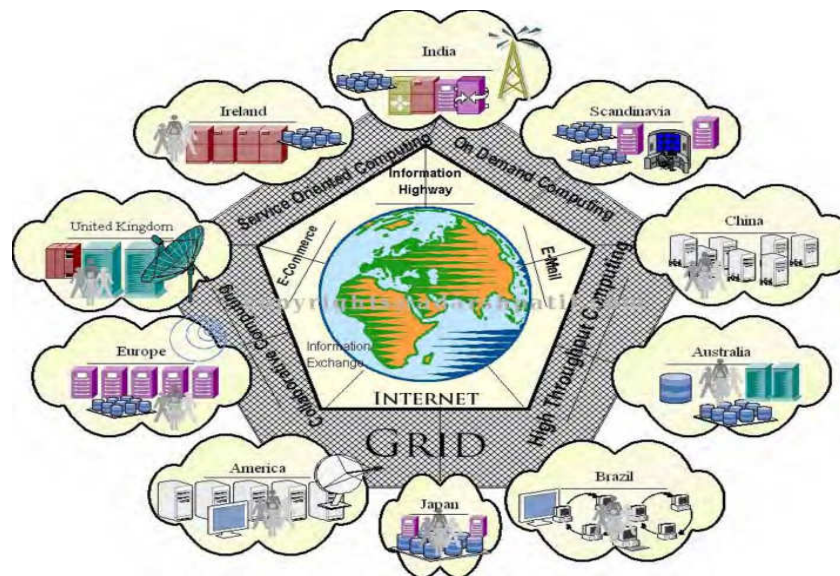 India
Ireland
Scandinavia
Service Oriented Computing
On Demand Computing
Information
Highway
United Kingdom
E-Commerce
E-Mail
China
Collaborative Computing
High Throughput Computing
Europe
Information
Exchange
Australia
INTERNET
GRID
America
Japan
Brazil